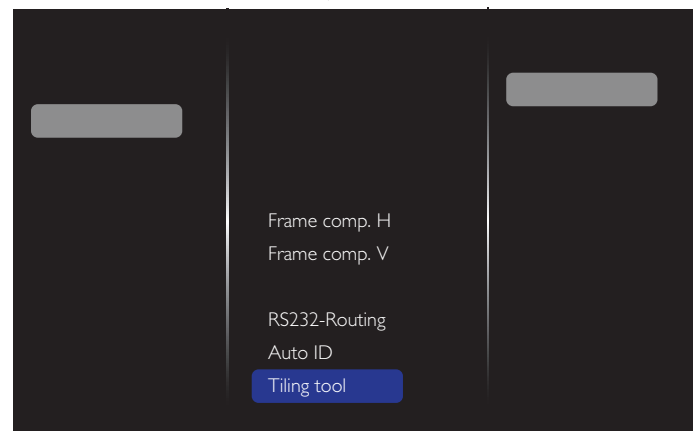 Frame comp. H
Frame comp. V
RS232-Routing
Auto ID
Tiling tool